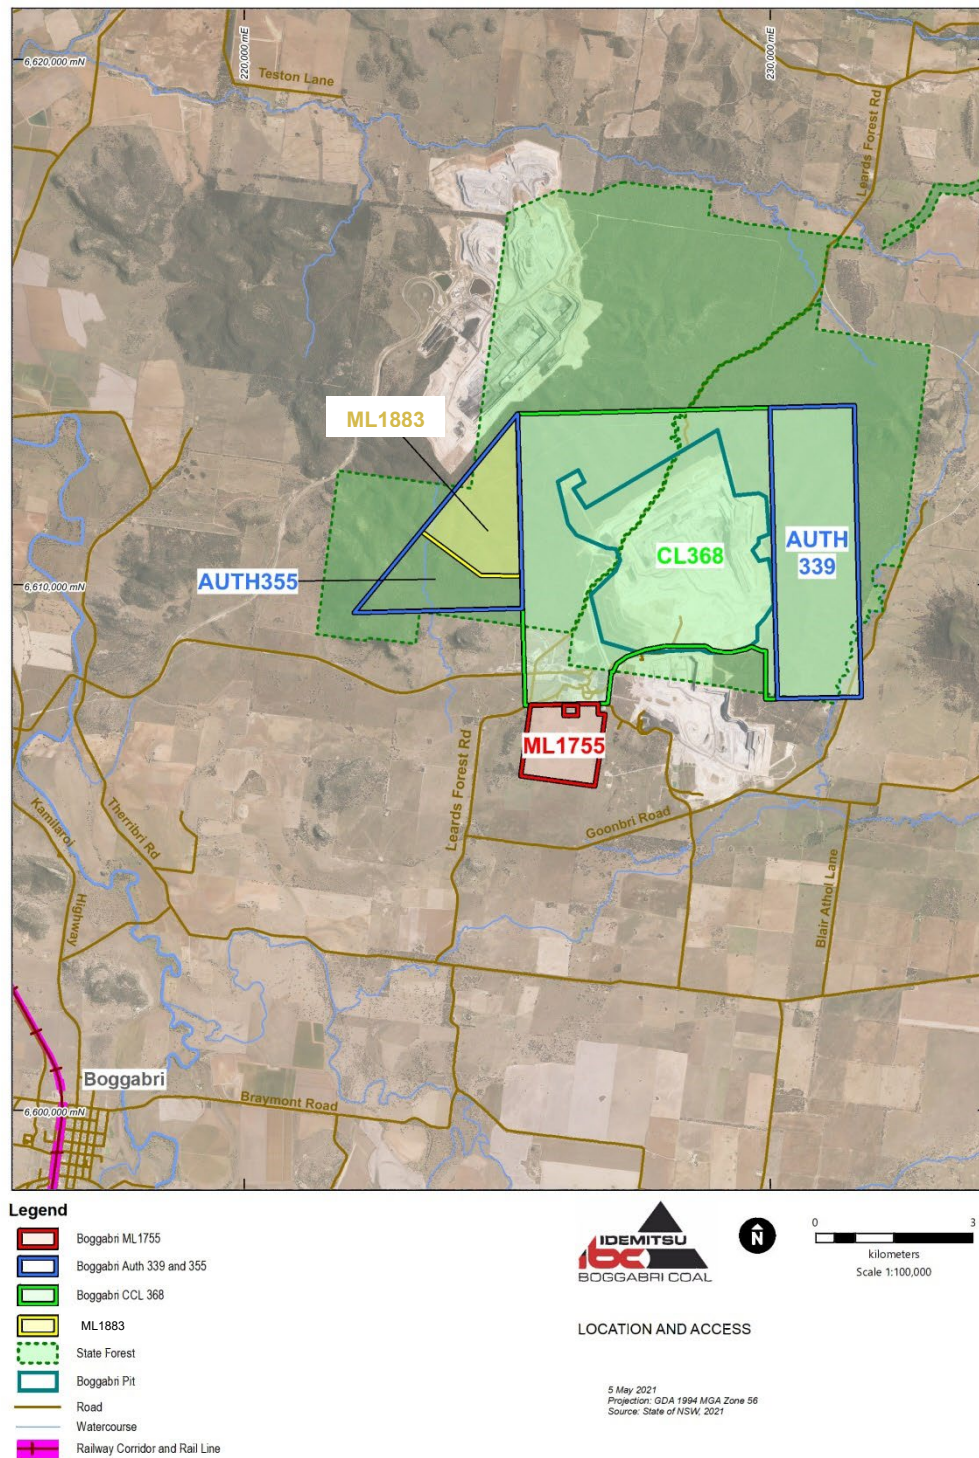 220,000 mE
230,000 mE
6,620,000 mN
Teston Lane
Leards Forest Rd
ML1883
CL368
AUTH
339
AUTH355
6,610,000 mN
ML1755
Leards Forest Rd
Goonbri Road
Kamilaroi
Highway
Therribri Rd
Blair Athol Lane
Boggabri
Braymont Road
6,600,000 mN
Legend
Boggabri ML1755
Boggabri Auth 339 and 355
Boggabri CCL 368
ML1883
State Forest
Boggabri Pit
Road
Watercourse
Railway Corridor and Rail Line
IDEMITSU
ibc
BOGGABRI COAL
N
0 3
kilometers
Scale 1:100,000
LOCATION AND ACCESS
5 May 2021
Projection: GDA 1994 MGA Zone 56
Source: State of NSW, 2021